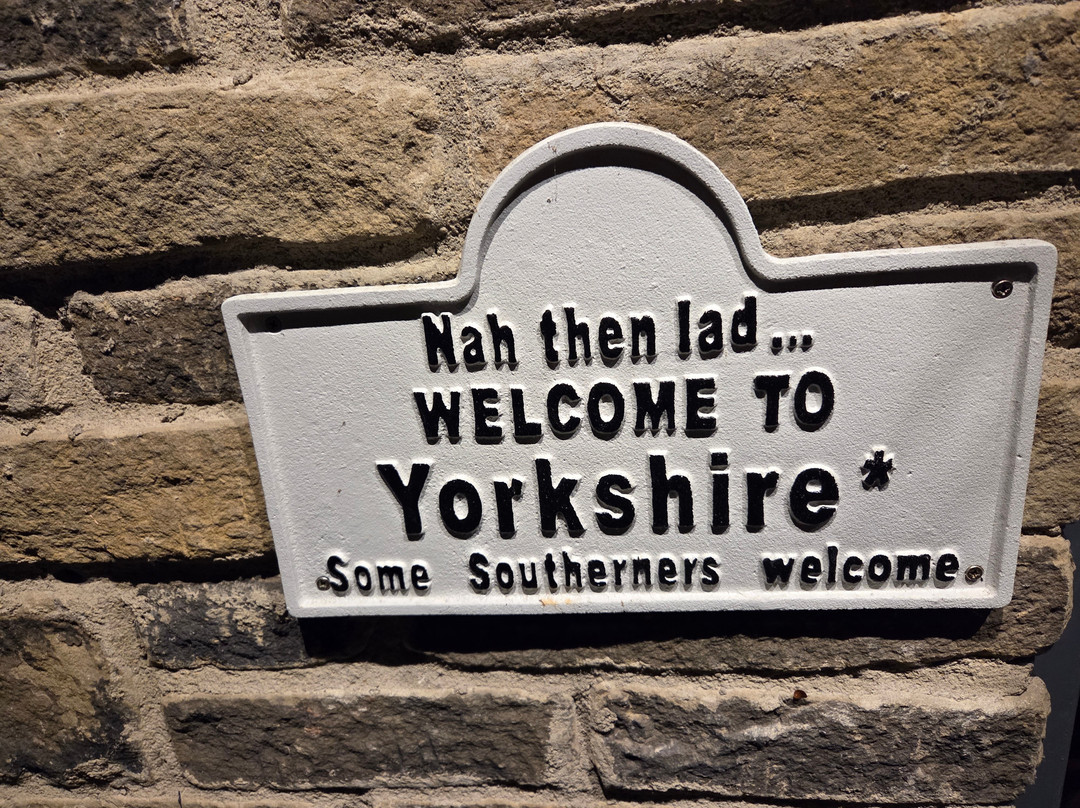 Nah then lad...
WELCOME TO
Yorkshire*
Some Southerners welcome